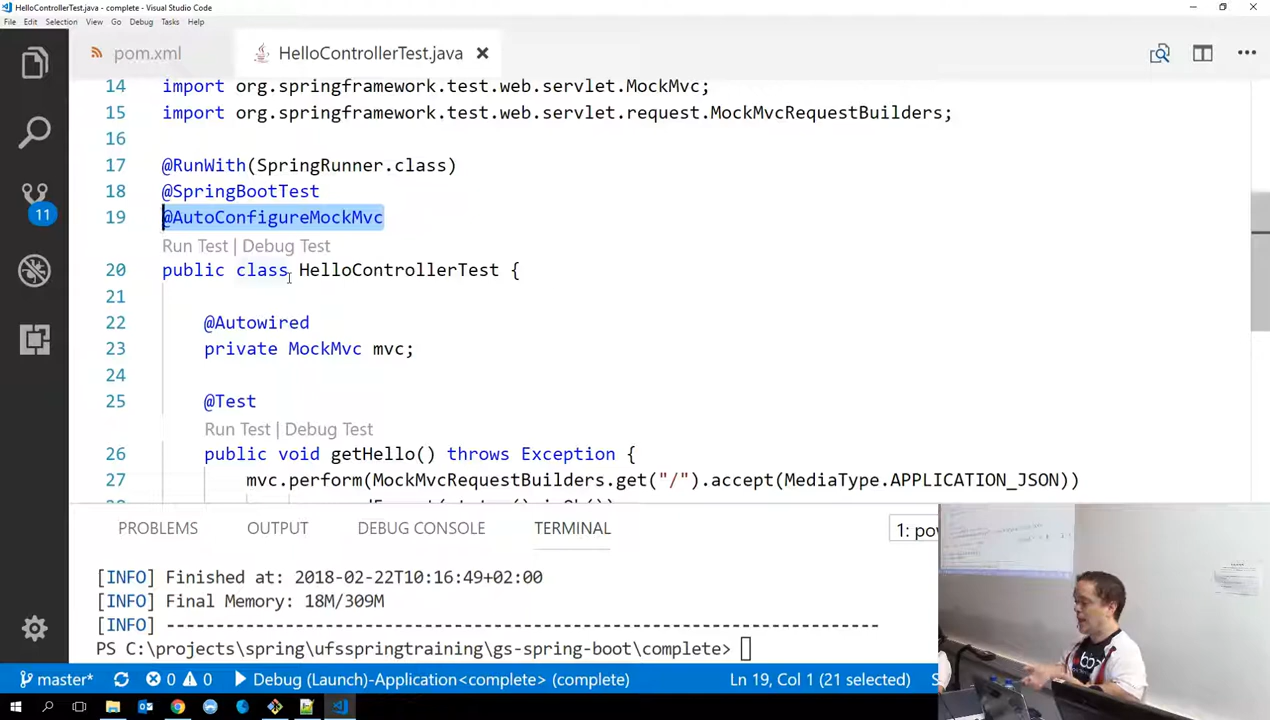 HelloControllerTest.java - complete - Visual Studio Code
File Edit Selection View Go Debug Tasks Help
pom.xml HelloControllerTest.java
14 import org.springframework.test.web.servlet.MockMvc;
15 import org.springframework.test.web.servlet.request.MockMvcRequestBuilders;
16
17 @RunWith(SpringRunner.class)
18 @SpringBootTest
19 @AutoConfigureMockMvc
Run Test | Debug Test
20 public class HelloControllerTest {
21
22 @Autowired
23 private MockMvc mvc;
24
25 @Test
Run Test | Debug Test
26 public void getHello() throws Exception {
27 mvc.perform(MockMvcRequestBuilders.get("/").accept(MediaType.APPLICATION_JSON))
11
PROBLEMS OUTPUT DEBUG CONSOLE TERMINAL 1: pow
[INFO] Finished at: 2018-02-22T10:16:49+02:00
[INFO] Final Memory: 18M/309M
[INFO] ------------------------------------------------------------------------
PS C:\projects\spring\ufsspringtraining\gs-spring-boot\complete>
master* 0 0 Debug (Launch)-Application<complete> (complete) Ln 19, Col 1 (21 selected)